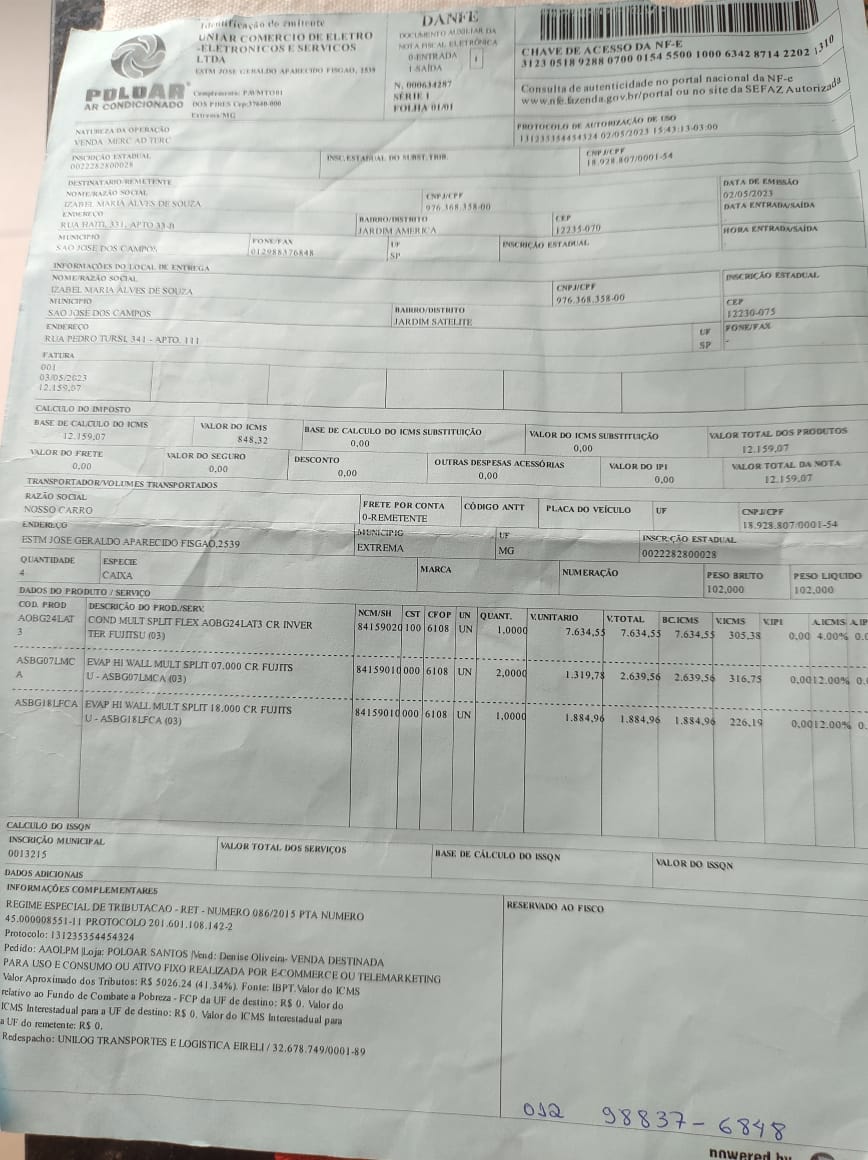 Identificação do emitente
UNIAR COMERCIO DE ELETRO
-ELETRONICOS E SERVICOS
LTDA
ESTM JOSE GERALDO APARECIDO FISGAO, 2539
Complemento: PAVMTO01
DOS PIRES Cep:37640-000
Extrema/MG
POLOAR
AR CONDICIONADO
DANFE
DOCUMENTO AUXILIAR DA
NOTA FISCAL ELETRÔNICA
0-ENTRADA
1-SAÍDA
1
N. 000634287
SÉRIE 1
FOLHA 01/01
CHAVE DE ACESSO DA NF-E
3123 0518 9288 0700 0154 5500 1000 6342 8714 2202 1310
Consulta de autenticidade no portal nacional da NF-e
www.nfe.fazenda.gov.br/portal ou no site da SEFAZ Autorizada
NATUREZA DA OPERAÇÃO
VENDA MERC AD TERC
PROTOCOLO DE AUTORIZAÇÃO DE USO
131235354454324 02/05/2023 15:43:13-03:00
INSCRIÇÃO ESTADUAL
0022282800028
INSC.ESTADUAL DO SUBST.TRIB.
CNPJ/CPF
18.928.807/0001-54
DESTINATARIO/REMETENTE
NOME/RAZÃO SOCIAL
IZABEL MARIA ALVES DE SOUZA
CNPJ/CPF
976.368.358-00
DATA DE EMISSÃO
02/05/2023
ENDEREÇO
RUA HAITI, 331, APTO 33-B
BAIRRO/DISTRITO
JARDIM AMERICA
CEP
12235-070
DATA ENTRADA/SAÍDA
MUNICIPIO
SAO JOSE DOS CAMPOS
FONE/FAX
012988376848
UF
SP
INSCRIÇÃO ESTADUAL
HORA ENTRADA/SAÍDA
INFORMAÇÕES DO LOCAL DE ENTREGA
NOME/RAZÃO SOCIAL
IZABEL MARIA ALVES DE SOUZA
CNPJ/CPF
976.368.358-00
INSCRIÇÃO ESTADUAL
MUNICIPIO
SAO JOSE DOS CAMPOS
BAIRRO/DISTRITO
JARDIM SATELITE
CEP
12230-075
ENDEREÇO
RUA PEDRO TURSI, 341 - APTO. 111
UF
SP
FONE/FAX
-
FATURA
001
03/05/2023
12.159,07
CALCULO DO IMPOSTO
BASE DE CALCULO DO ICMS
12.159,07
VALOR DO ICMS
848,32
BASE DE CALCULO DO ICMS SUBSTITUIÇÃO
0,00
VALOR DO ICMS SUBSTITUIÇÃO
0,00
VALOR TOTAL DOS PRODUTOS
12.159,07
VALOR DO FRETE
0,00
VALOR DO SEGURO
0,00
DESCONTO
0,00
OUTRAS DESPESAS ACESSÓRIAS
0,00
VALOR DO IPI
0,00
VALOR TOTAL DA NOTA
12.159,07
TRANSPORTADOR/VOLUMES TRANSPORTADOS
RAZÃO SOCIAL
NOSSO CARRO
FRETE POR CONTA
0-REMETENTE
CÓDIGO ANTT
PLACA DO VEÍCULO
UF
CNPJ/CPF
18.928.807/0001-54
ENDEREÇO
ESTM JOSE GERALDO APARECIDO FISGAO,2539
MUNICIPIO
EXTREMA
UF
MG
INSCRIÇÃO ESTADUAL
0022282800028
QUANTIDADE
4
ESPECIE
CAIXA
MARCA
NUMERAÇÃO
PESO BRUTO
102,000
PESO LIQUIDO
102,000
DADOS DO PRODUTO / SERVIÇO
COD. PROD DESCRIÇÃO DO PROD./SERV. NCM/SH CST CFOP UN QUANT. V.UNITARIO V.TOTAL BC.ICMS V.ICMS V.IPI A.ICMS A.IP
AOBG24LAT COND MULT SPLIT FLEX AOBG24LAT3 CR INVER 84159020 100 6108 UN 1,0000 7.634,55 7.634,55 7.634,55 305,38 0,00 4.00% 0.0
3 TER FUJITSU (03)
ASBG07LMC EVAP HI WALL MULT SPLIT 07.000 CR FUJITS 84159010 000 6108 UN 2,0000 1.319,78 2.639,56 2.639,56 316,75 0,00 12.00% 0.
A U - ASBG07LMCA (03)
ASBG18LFCA EVAP HI WALL MULT SPLIT 18.000 CR FUJITS 84159010 000 6108 UN 1,0000 1.884,96 1.884,96 1.884,96 226,19 0,00 12.00% 0.
U - ASBG18LFCA (03)
CALCULO DO ISSQN
INSCRIÇÃO MUNICIPAL
0013215
VALOR TOTAL DOS SERVIÇOS
BASE DE CÁLCULO DO ISSQN
VALOR DO ISSQN
DADOS ADICIONAIS
INFORMAÇÕES COMPLEMENTARES
RESERVADO AO FISCO
REGIME ESPECIAL DE TRIBUTACAO - RET - NUMERO 086/2015 PTA NUMERO
45.000008551-11 PROTOCOLO 201.601.108.142-2
Protocolo: 131235354454324
Pedido: AAOLPM |Loja: POLOAR SANTOS |Vend: Denise Oliveira- VENDA DESTINADA
PARA USO E CONSUMO OU ATIVO FIXO REALIZADA POR E-COMMERCE OU TELEMARKETING
Valor Aproximado dos Tributos: R$ 5026.24 (41.34%). Fonte: IBPT.Valor do ICMS
relativo ao Fundo de Combate a Pobreza - FCP da UF de destino: R$ 0. Valor do
ICMS Interestadual para a UF de destino: R$ 0. Valor do ICMS Interestadual para
a UF do remetente: R$ 0.
Redespacho: UNILOG TRANSPORTES E LOGISTICA EIRELI / 32.678.749/0001-89
012 98837-6848
powered by